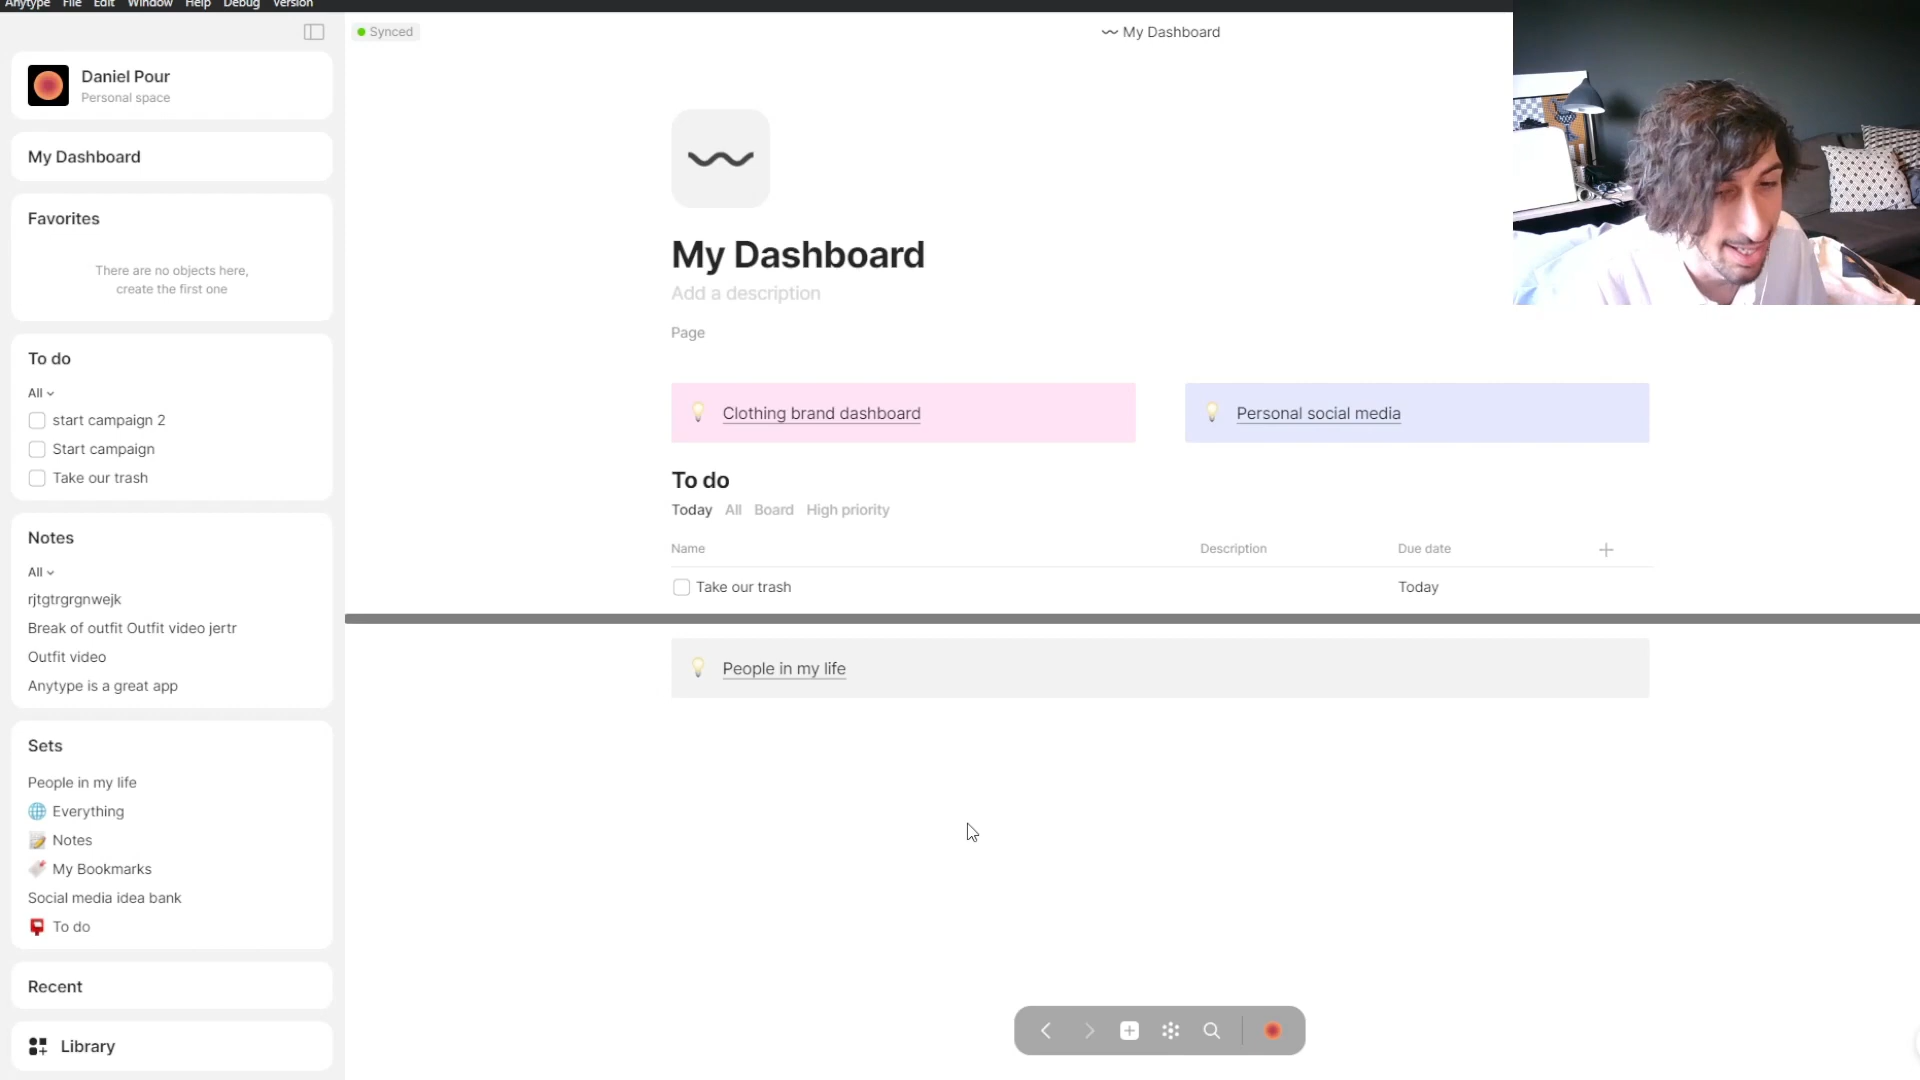 Anytype File Edit Window Help Debug Version
Synced
My Dashboard
Daniel Pour
Personal space
My Dashboard
Favorites
There are no objects here,
create the first one
To do
All
start campaign 2
Start campaign
Take our trash
Notes
All
rjtgtrgrgnwejk
Break of outfit Outfit video jertr
Outfit video
Anytype is a great app
Sets
People in my life
Everything
Notes
My Bookmarks
Social media idea bank
To do
Recent
Library
My Dashboard
Add a description
Page
Clothing brand dashboard
Personal social media
To do
Today All Board High priority
Name Description Due date
Take our trash Today
People in my life